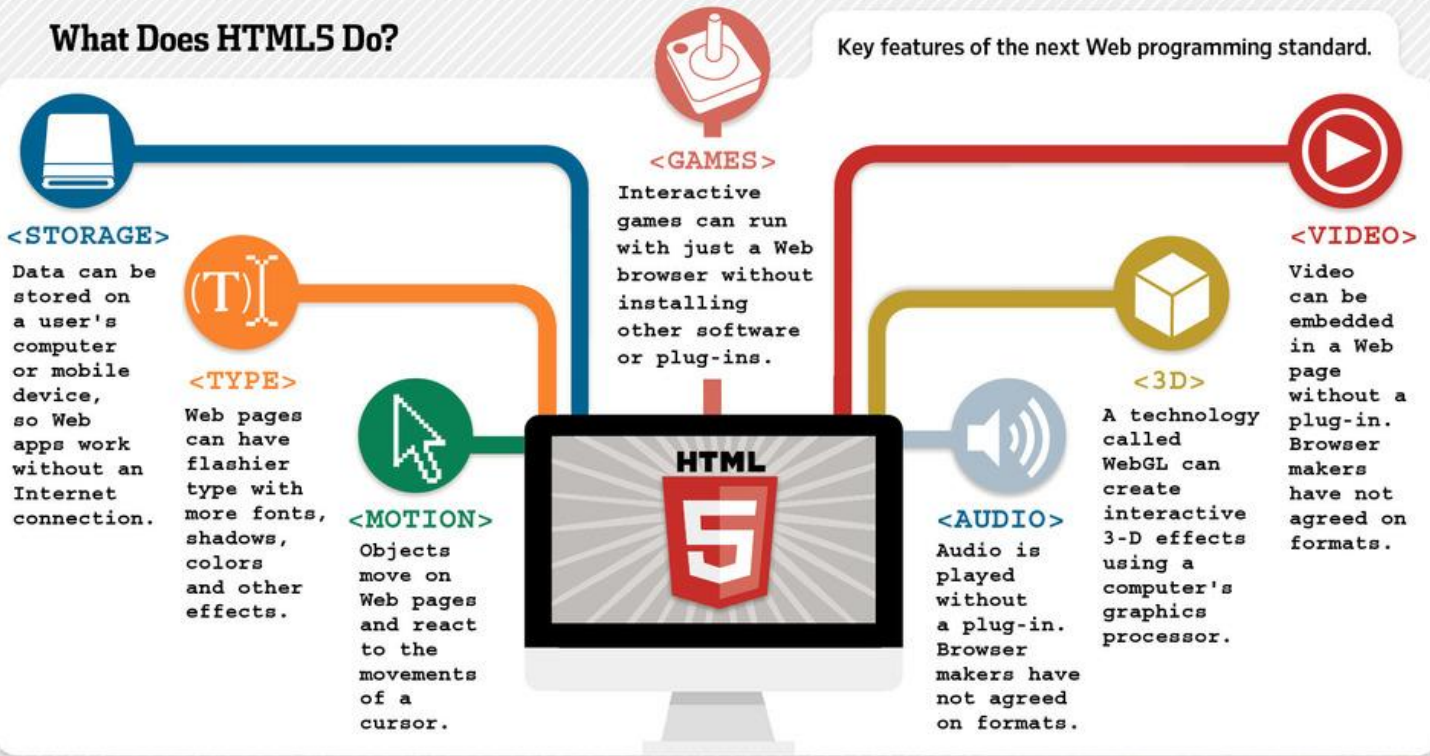 What Does HTML5 Do?
Key features of the next Web programming standard.
<STORAGE>
Data can be
stored on
a user's
computer
or mobile
device,
so Web
apps work
without an
Internet
connection.
(T)
<TYPE>
Web pages
can have
flashier
type with
more fonts,
shadows,
colors
and other
effects.
<MOTION>
Objects
move on
Web pages
and react
to the
movements
of a
cursor.
<GAMES>
Interactive
games can run
with just a Web
browser without
installing
other software
or plug-ins.
HTML
5
<AUDIO>
Audio is
played
without
a plug-in.
Browser
makers have
not agreed
on formats.
<3D>
A technology
called
WebGL can
create
interactive
3-D effects
using a
computer's
graphics
processor.
<VIDEO>
Video
can be
embedded
in a Web
page
without a
plug-in.
Browser
makers
have not
agreed on
formats.